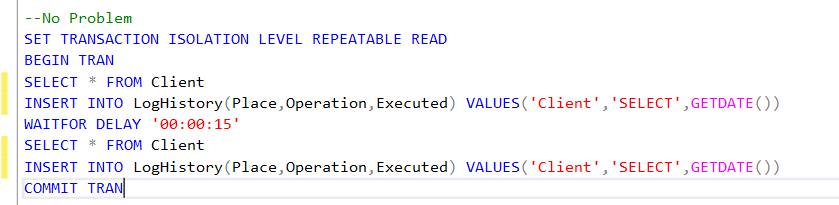 --No Problem
SET TRANSACTION ISOLATION LEVEL REPEATABLE READ
BEGIN TRAN
SELECT * FROM Client
INSERT INTO LogHistory(Place,Operation,Executed) VALUES('Client','SELECT',GETDATE())
WAITFOR DELAY '00:00:15'
SELECT * FROM Client
INSERT INTO LogHistory(Place,Operation,Executed) VALUES('Client','SELECT',GETDATE())
COMMIT TRAN